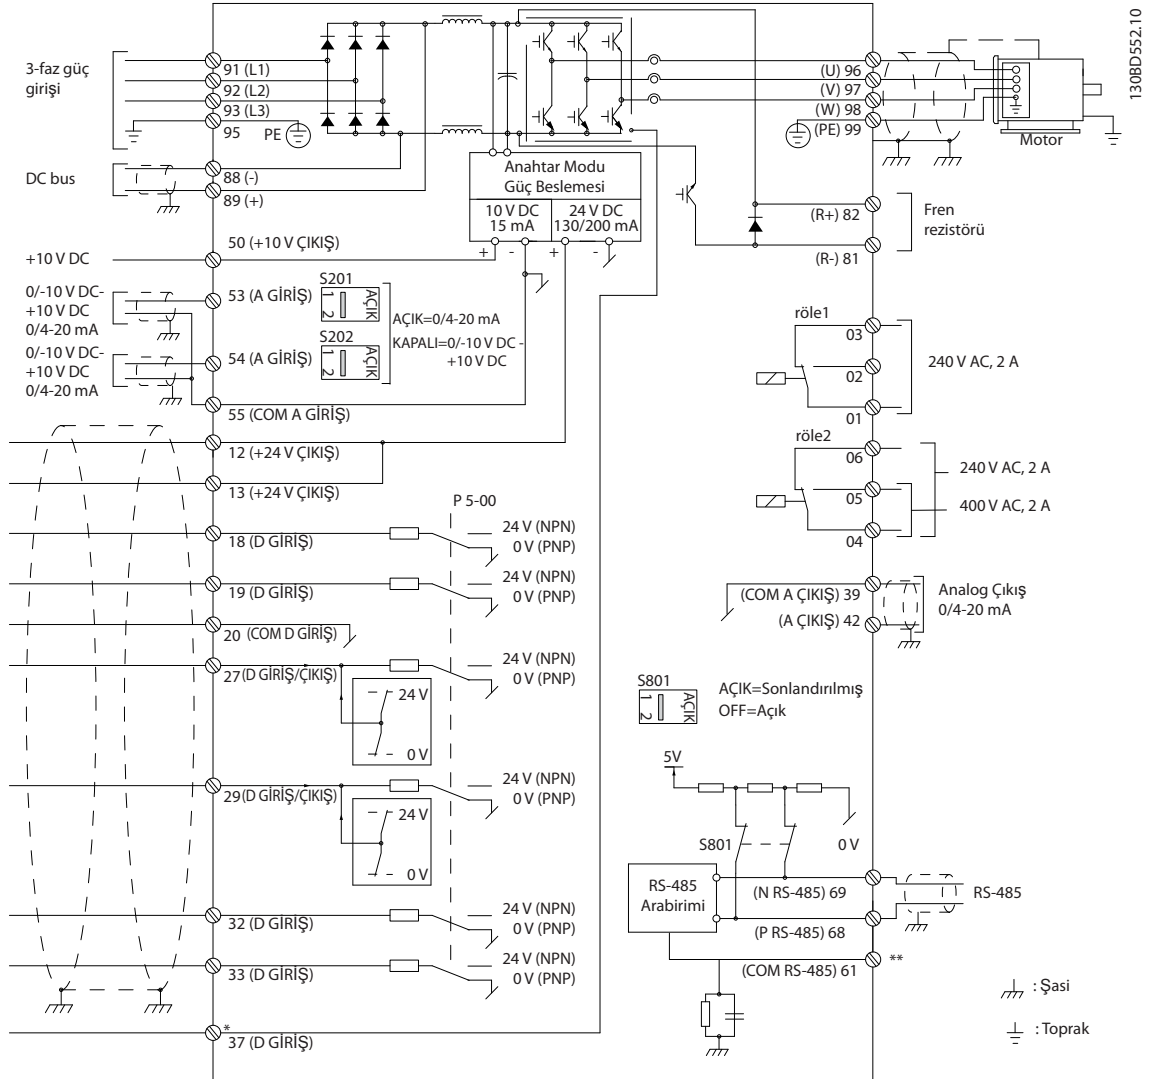 130BD552.10
3-faz güç
girişi
91 (L1)
92 (L2)
93 (L3)
95
PE
DC bus
88 (-)
89 (+)
+10 V DC
50 (+10 V ÇIKIŞ)
0/-10 V DC-
+10 V DC
0/4-20 mA
53 (A GİRİŞ)
0/-10 V DC-
+10 V DC
0/4-20 mA
54 (A GİRİŞ)
55 (COM A GİRİŞ)
S201
1
2
AÇIK
S202
1
2
AÇIK
AÇIK=0/4-20 mA
KAPALI=0/-10 V DC -
+10 V DC
Anahtar Modu
Güç Beslemesi
10 V DC
15 mA
24 V DC
130/200 mA
+
-
+
-
12 (+24 V ÇIKIŞ)
13 (+24 V ÇIKIŞ)
P 5-00
18 (D GİRİŞ)
24 V (NPN)
0 V (PNP)
19 (D GİRİŞ)
24 V (NPN)
0 V (PNP)
20 (COM D GİRİŞ)
27(D GİRİŞ/ÇIKIŞ)
24 V (NPN)
0 V (PNP)
24 V
0 V
29(D GİRİŞ/ÇIKIŞ)
24 V (NPN)
0 V (PNP)
24 V
0 V
32 (D GİRİŞ)
24 V (NPN)
0 V (PNP)
33 (D GİRİŞ)
24 V (NPN)
0 V (PNP)
*
37 (D GİRİŞ)
(U) 96
(V) 97
(W) 98
(PE) 99
Motor
(R+) 82
(R-) 81
Fren
rezistörü
röle1
03
02
01
240 V AC, 2 A
röle2
06
05
04
240 V AC, 2 A
400 V AC, 2 A
(COM A ÇIKIŞ) 39
(A ÇIKIŞ) 42
Analog Çıkış
0/4-20 mA
S801
1
2
AÇIK
AÇIK=Sonlandırılmış
OFF=Açık
5V
S801
0 V
RS-485
Arabirimi
(N RS-485) 69
(P RS-485) 68
(COM RS-485) 61
RS-485
**
: Şasi
: Toprak